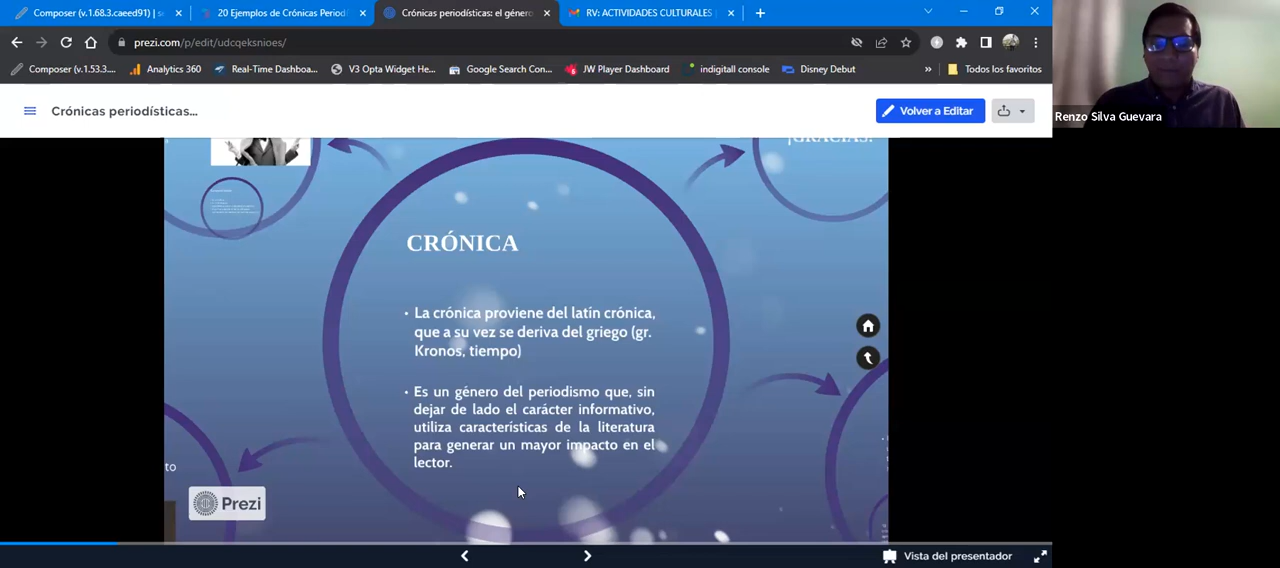 Composer (v.1.68.3.caeed91) | s
20 Ejemplos de Crónicas Periodí
Crónicas periodísticas: el género
RV: ACTIVIDADES CULTURALES
prezi.com/p/edit/udcqeksnioes/
Composer (v.1.53.3....
Analytics 360
Real-Time Dashboa...
V3 Opta Widget He...
Google Search Con...
JW Player Dashboard
indigitall console
Disney Debut
»
Todos los favoritos
Crónicas periodísticas...
Volver a Editar
Renzo Silva Guevara
¡GRACIAS!
CRÓNICA
• La crónica proviene del latín crónica,
que a su vez se deriva del griego (gr.
Kronos, tiempo)
• Es un género del periodismo que, sin
dejar de lado el carácter informativo,
utiliza características de la literatura
para generar un mayor impacto en el
lector.
to
Prezi
Vista del presentador